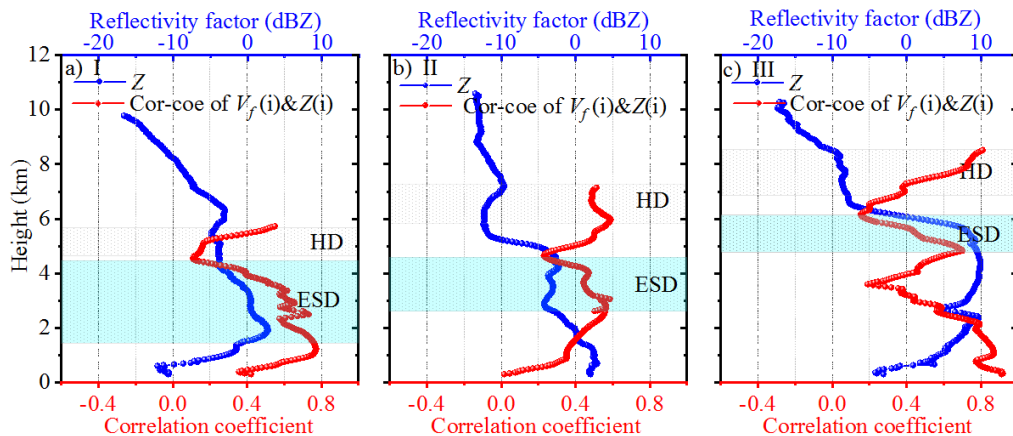 Reflectivity factor (dBZ) Reflectivity factor (dBZ) Reflectivity factor (dBZ)
-20 -10 0 10 -20 -10 0 10 -20 -10 0 10
12
a) I b) II c) III
Z Z Z
Cor-coe of V_f(i)&Z(i) Cor-coe of V_f(i)&Z(i) Cor-coe of V_f(i)&Z(i)
10
8
HD
HD
6
HD
ESD
4
ESD
ESD
2
0
Height (km)
-0.4 0.0 0.4 0.8 -0.4 0.0 0.4 0.8 -0.4 0.0 0.4 0.8
Correlation coefficient Correlation coefficient Correlation coefficient